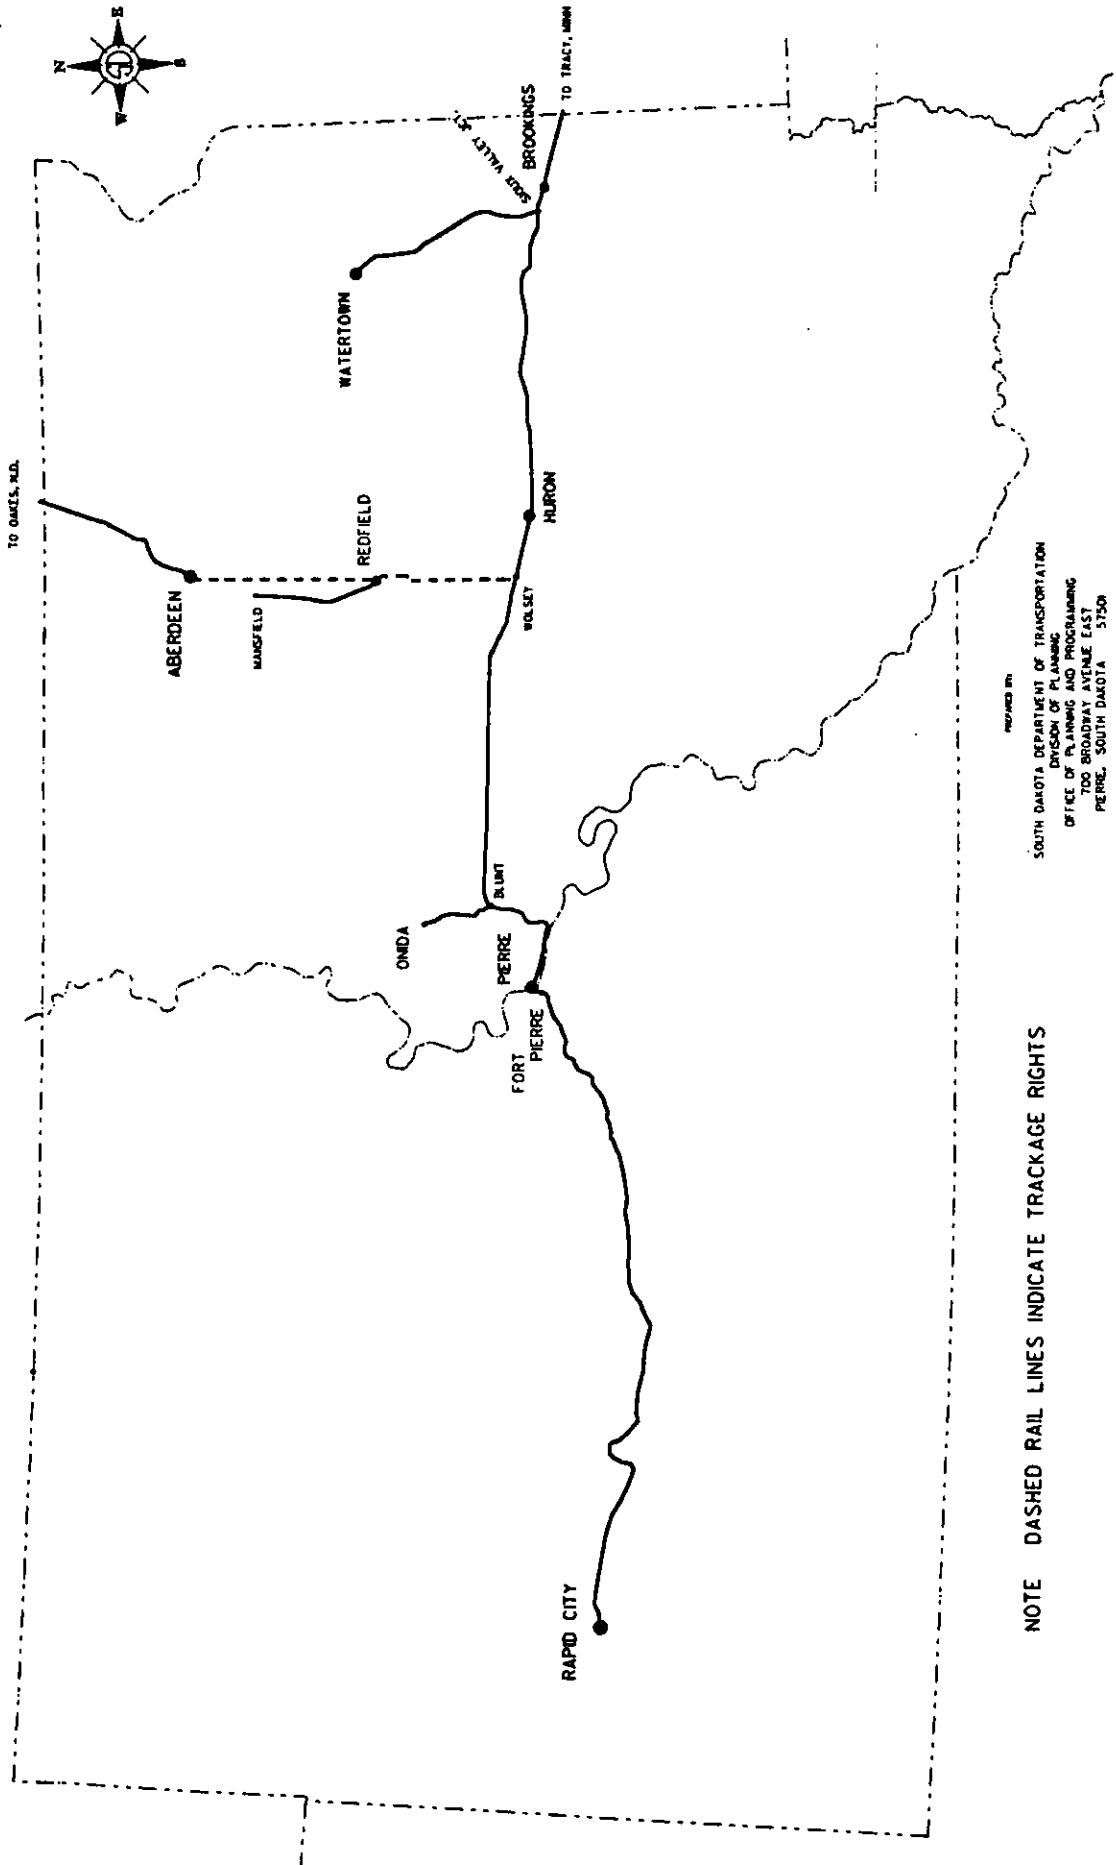 N
E
S
W
TO OAKES, N.D.
ABERDEEN
MANSFIELD
REDFIELD
WATERTOWN
SIOUX VALLEY JCT.
BROOKINGS
TO TRACY, MINN
HURON
WOLSEY
BLUNT
ONIDA
PIERRE
FORT
PIERRE
RAPID CITY
NOTE DASHED RAIL LINES INDICATE TRACKAGE RIGHTS
PREPARED BY:
SOUTH DAKOTA DEPARTMENT OF TRANSPORTATION
DIVISION OF PLANNING
OFFICE OF PLANNING AND PROGRAMMING
700 BROADWAY AVENUE EAST
PIERRE, SOUTH DAKOTA 57501